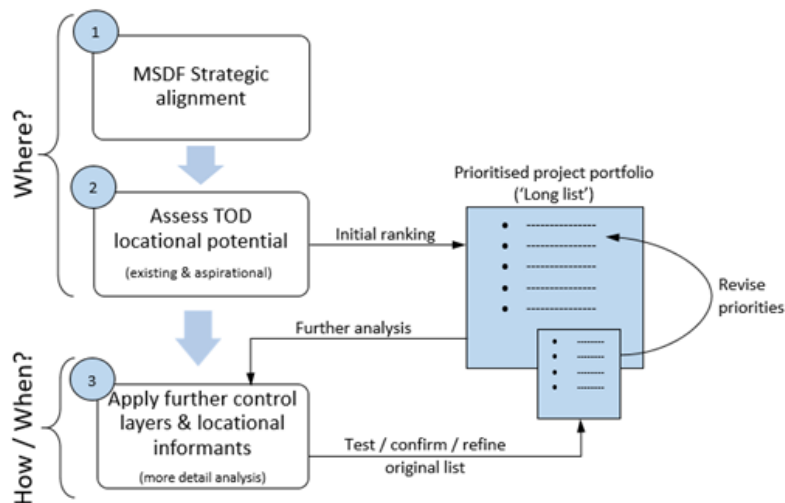 Where?
1
MSDF Strategic
alignment
2
Assess TOD
locational potential
(existing & aspirational)
Initial ranking
Prioritised project portfolio
('Long list')
Revise
priorities
Further analysis
How / When?
3
Apply further control
layers & locational
informants
(more detail analysis)
Test / confirm / refine
original list